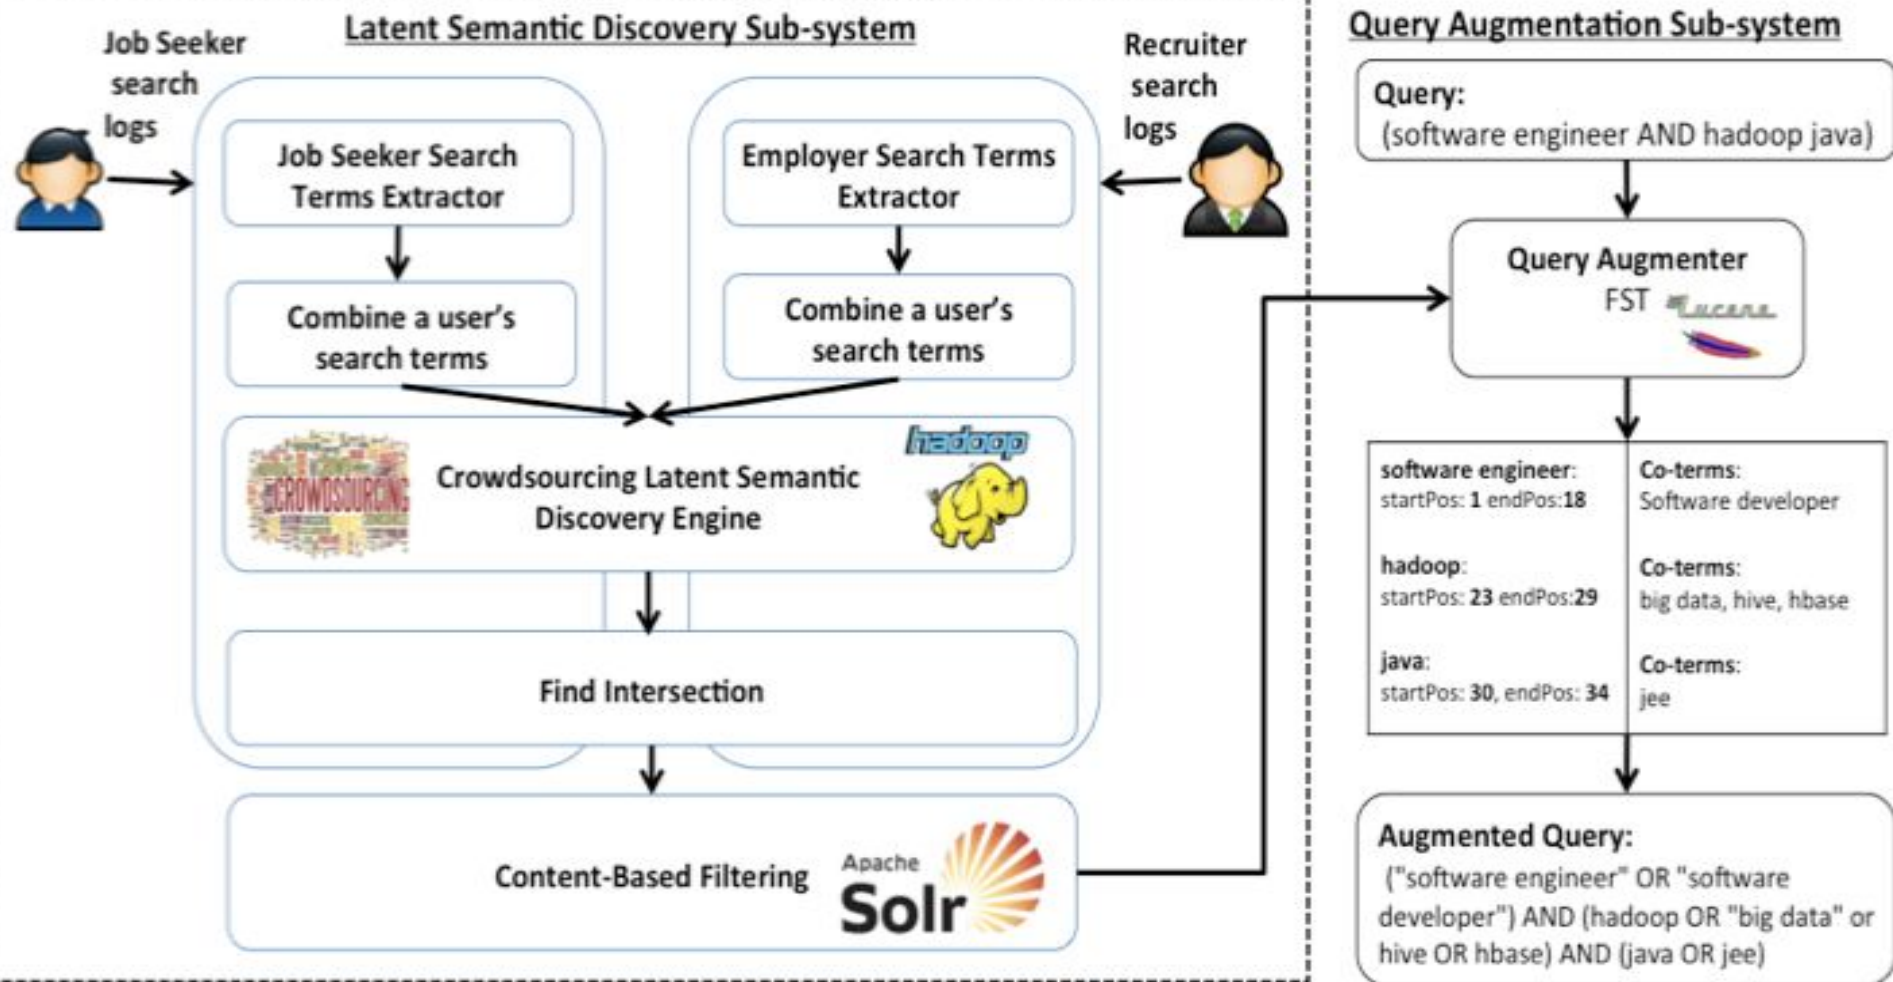 Latent Semantic Discovery Sub-system
Job Seeker
search
logs
Recruiter
search
logs
Job Seeker Search
Terms Extractor
Employer Search Terms
Extractor
Combine a user's
search terms
Combine a user's
search terms
CROWDSOURCING
Crowdsourcing Latent Semantic
Discovery Engine
hadoop
Find Intersection
Content-Based Filtering
Apache
Solr
Query Augmentation Sub-system
Query:
(software engineer AND hadoop java)
Query Augmenter
FST
Lucene
software engineer:
startPos: 1 endPos:18
Co-terms:
Software developer
hadoop:
startPos: 23 endPos:29
Co-terms:
big data, hive, hbase
java:
startPos: 30, endPos: 34
Co-terms:
jee
Augmented Query:
("software engineer" OR "software
developer") AND (hadoop OR "big data" or
hive OR hbase) AND (java OR jee)